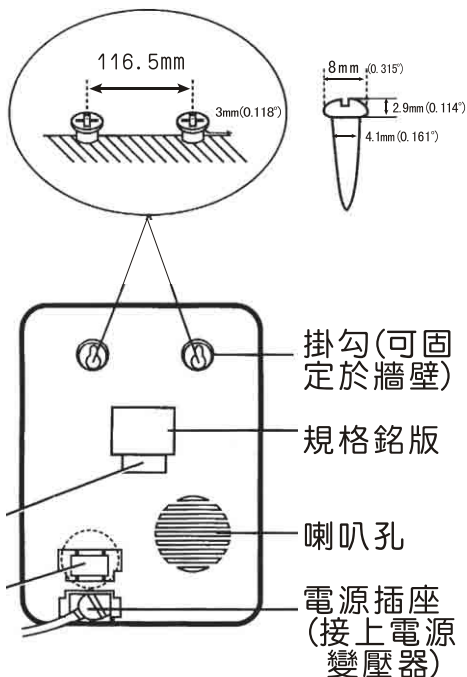 116.5mm
3mm(0.118")
8mm (0.315")
2.9mm(0.114")
4.1mm(0.161")
掛勾(可固
定於牆壁)
規格銘版
喇叭孔
電源插座
(接上電源
變壓器)